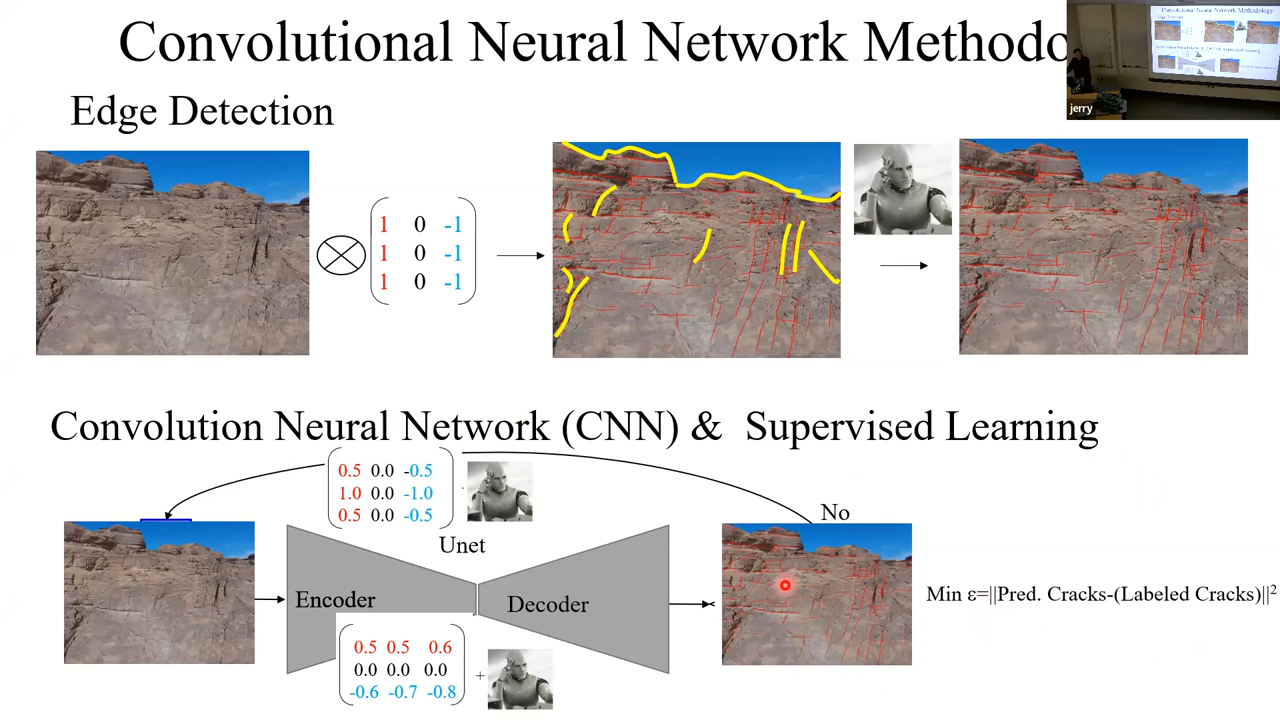 Convolutional Neural Network Methodo
jerry
Edge Detection
1 0 -1
1 0 -1
1 0 -1
Convolution Neural Network (CNN) & Supervised Learning
0.5 0.0 -0.5
1.0 0.0 -1.0
0.5 0.0 -0.5
No
Unet
Encoder
Decoder
Min ε=||Pred. Cracks-(Labeled Cracks)||²
0.5 0.5 0.6
0.0 0.0 0.0
-0.6 -0.7 -0.8
+